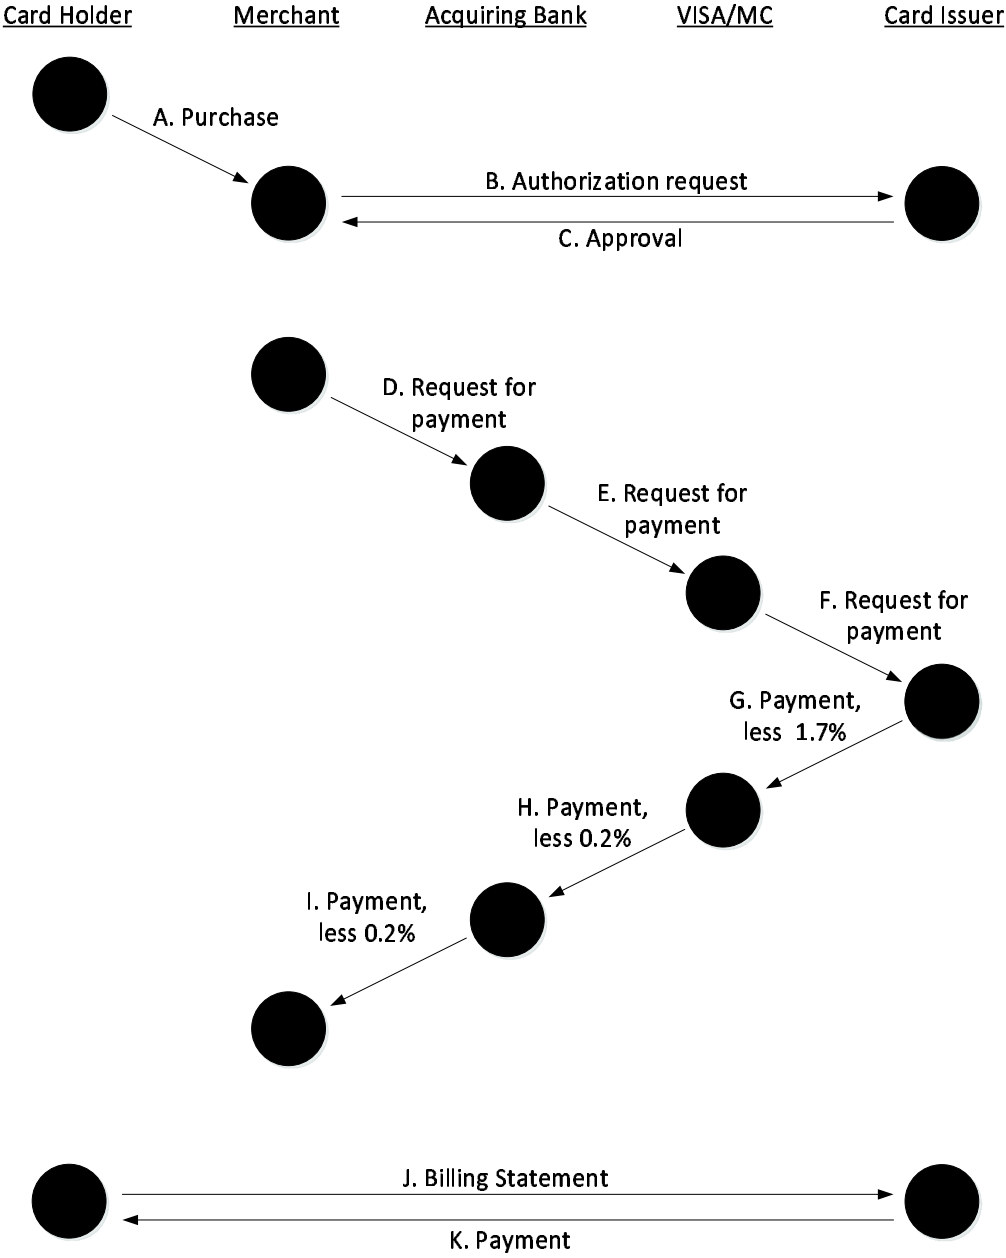 Card Holder Merchant Acquiring Bank VISA/MC Card Issuer
A. Purchase
B. Authorization request
C. Approval
D. Request for
payment
E. Request for
payment
F. Request for
payment
G. Payment,
less 1.7%
H. Payment,
less 0.2%
I. Payment,
less 0.2%
J. Billing Statement
K. Payment